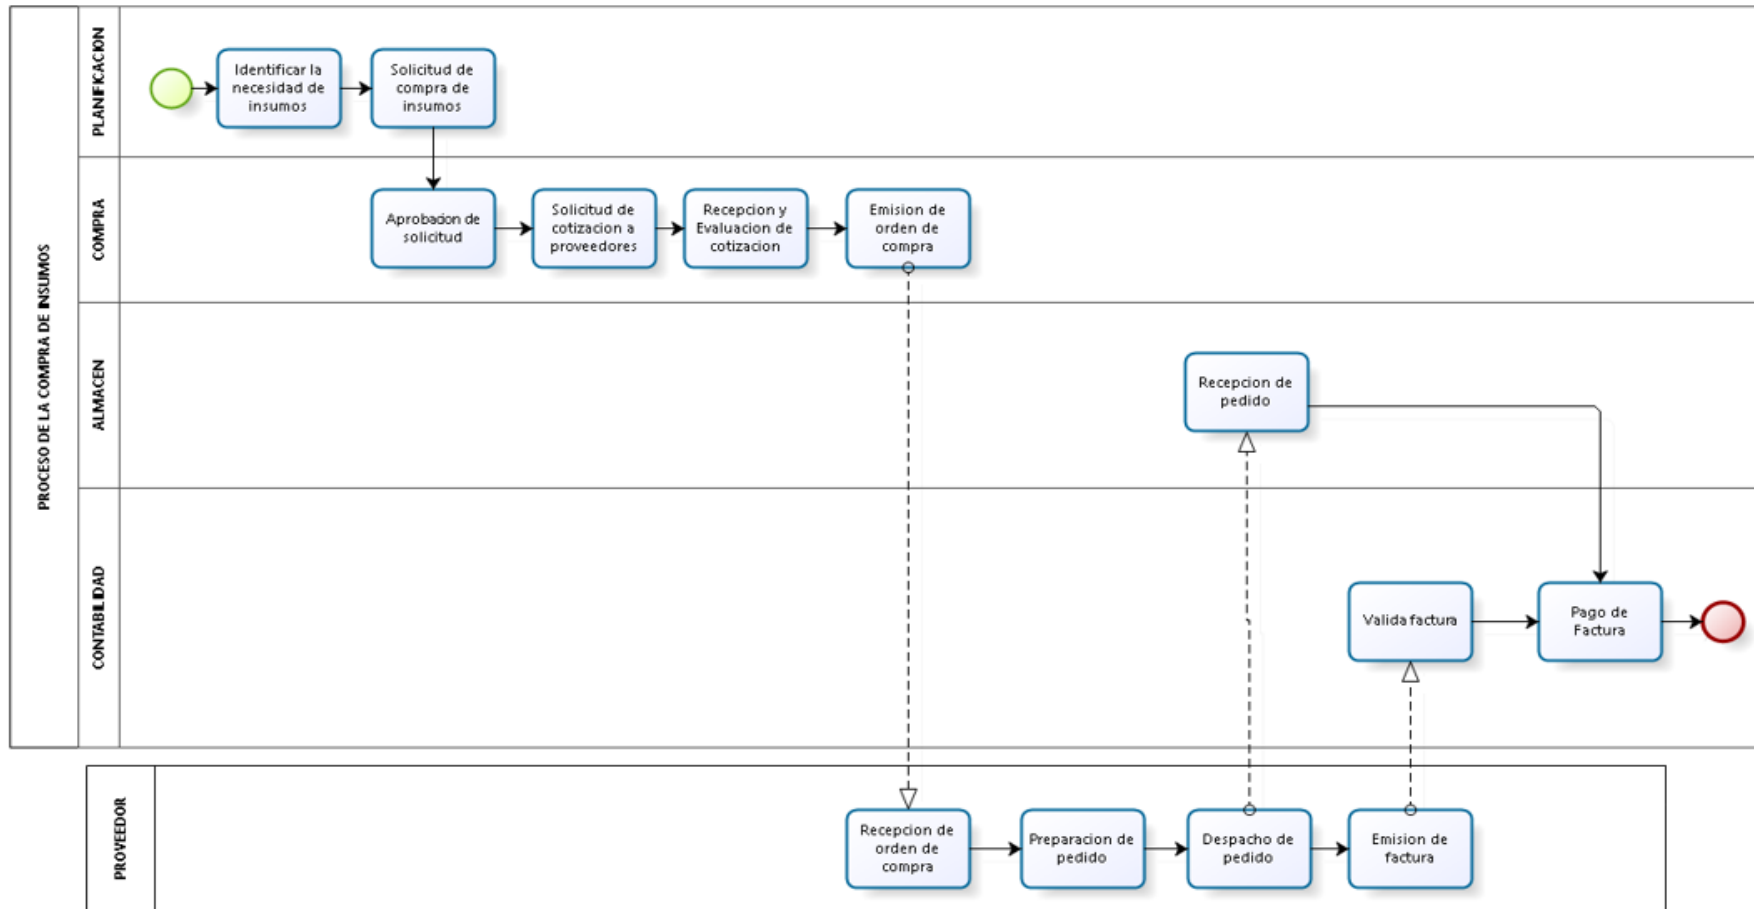 PROCESO DE LA COMPRA DE INSUMOS
PLANIFICACION
Identificar la
necesidad de
insumos
Solicitud de
compra de
insumos
COMPRA
Aprobacion de
solicitud
Solicitud de
cotizacion a
proveedores
Recepcion y
Evaluacion de
cotizacion
Emision de
orden de
compra
ALMACEN
Recepcion de
pedido
CONTABILIDAD
Valida factura
Pago de
Factura
PROVEEDOR
Recepcion de
orden de
compra
Preparacion de
pedido
Despacho de
pedido
Emision de
factura